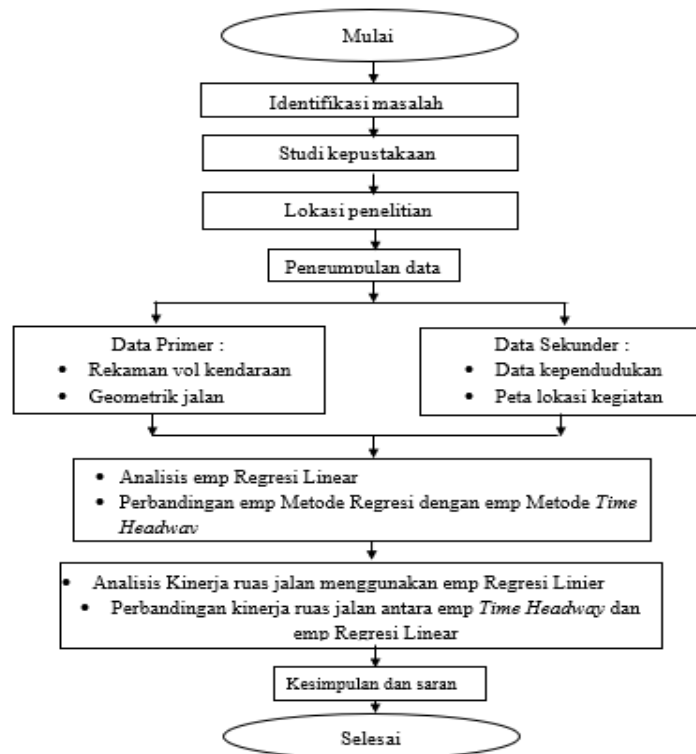 Mulai
Identifikasi masalah
Studi kepustakaan
Lokasi penelitian
Pengumpulan data
Data Primer :
• Rekaman vol kendaraan
• Geometrik jalan
Data Sekunder :
• Data kependudukan
• Peta lokasi kegiatan
• Analisis emp Regresi Linear
• Perbandingan emp Metode Regresi dengan emp Metode Time
Headway
• Analisis Kinerja ruas jalan menggunakan emp Regresi Linier
• Perbandingan kinerja ruas jalan antara emp Time Headway dan
emp Regresi Linear
Kesimpulan dan saran
Selesai